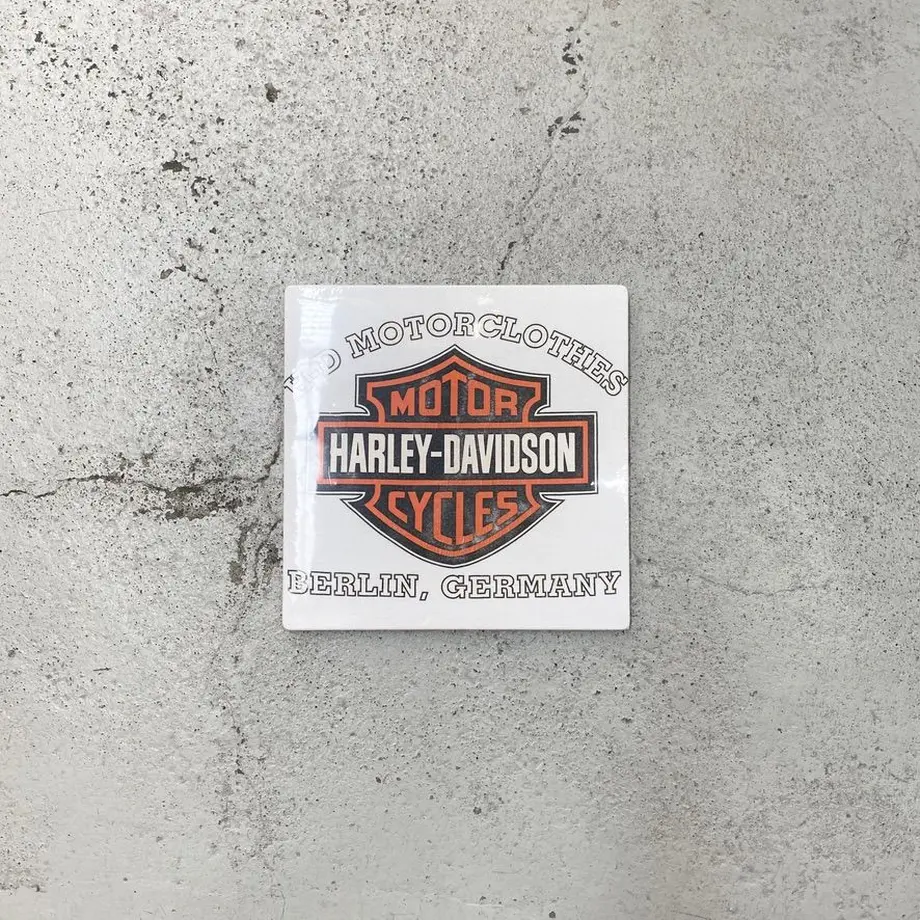 H-D MOTORCLOTHES
MOTOR
HARLEY-DAVIDSON
CYCLES
BERLIN, GERMANY